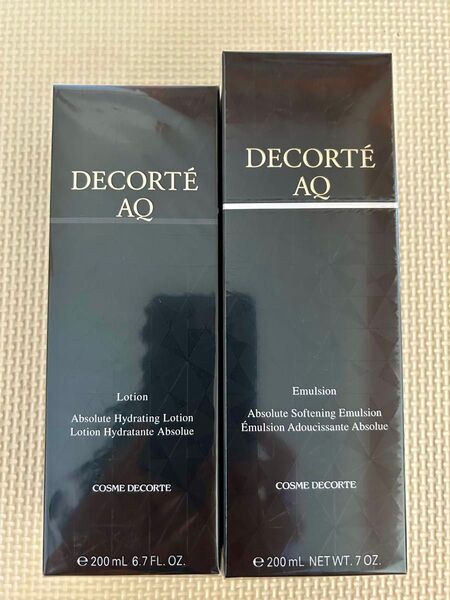 DECORTÉ
AQ
Lotion
Absolute Hydrating Lotion
Lotion Hydratante Absolue
COSME DECORTE
℮ 200 mL 6.7 FL. OZ.
DECORTÉ
AQ
Emulsion
Absolute Softening Emulsion
Émulsion Adoucissante Absolue
COSME DECORTE
℮ 200 mL NET WT. 7 OZ.